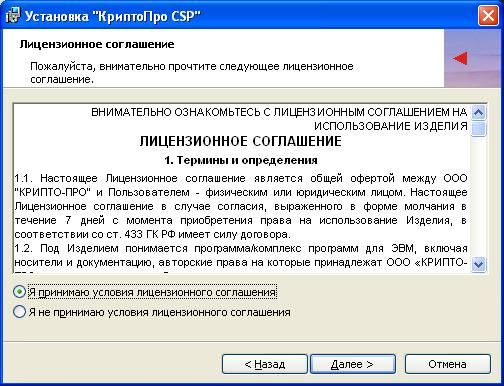 Установка "КриптоПро CSP"
Лицензионное соглашение
Пожалуйста, внимательно прочтите следующее лицензионное
соглашение.
ВНИМАТЕЛЬНО ОЗНАКОМЬТЕСЬ С ЛИЦЕНЗИОННЫМ СОГЛАШЕНИЕМ НА
ИСПОЛЬЗОВАНИЕ ИЗДЕЛИЯ
ЛИЦЕНЗИОННОЕ СОГЛАШЕНИЕ
1. Термины и определения
1.1. Настоящее Лицензионное соглашение является общей офертой между ООО
"КРИПТО-ПРО" и Пользователем - физическим или юридическим лицом. Настоящее
Лицензионное соглашение в случае согласия, выраженного в форме молчания в
течение 7 дней с момента приобретения права на использование Изделия, в
соответствии со ст. 433 ГК РФ имеет силу договора.
1.2. Под Изделием понимается программа/комплекс программ для ЭВМ, включая
носители и документацию, авторские права на которые принадлежат ООО «КРИПТО-
Я принимаю условия лицензионного соглашения
Я не принимаю условия лицензионного соглашения
< Назад
Далее >
Отмена